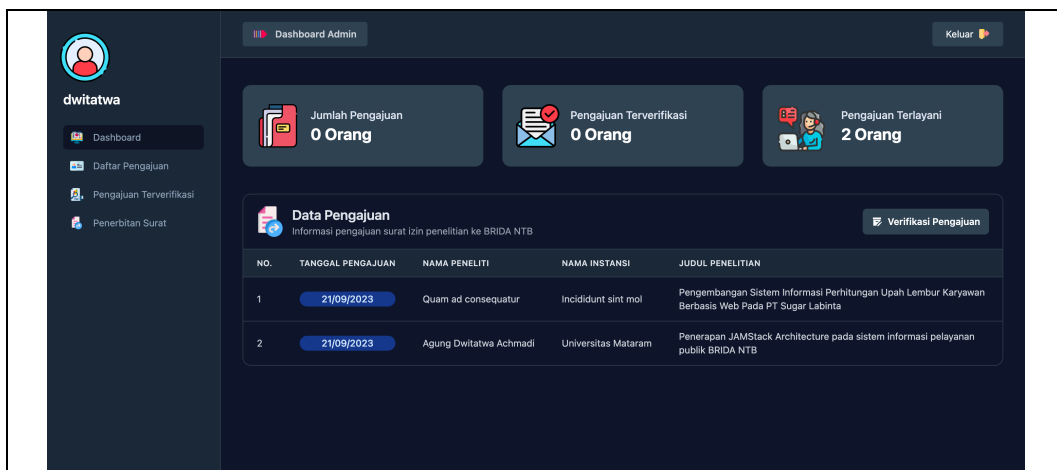 dwitatwa
Dashboard
Daftar Pengajuan
Pengajuan Terverifikasi
Penerbitan Surat
Dashboard Admin
Keluar
Jumlah Pengajuan
0 Orang
Pengajuan Terverifikasi
0 Orang
Pengajuan Terlayani
2 Orang
Data Pengajuan
Informasi pengajuan surat izin penelitian ke BRIDA NTB
Verifikasi Pengajuan
NO. TANGGAL PENGAJUAN NAMA PENELITI NAMA INSTANSI JUDUL PENELITIAN
1 21/09/2023 Quam ad consequatur Incididunt sint mol Pengembangan Sistem Informasi Perhitungan Upah Lembur Karyawan
Berbasis Web Pada PT Sugar Labinta
2 21/09/2023 Agung Dwitatwa Achmadi Universitas Mataram Penerapan JAMStack Architecture pada sistem informasi pelayanan
publik BRIDA NTB